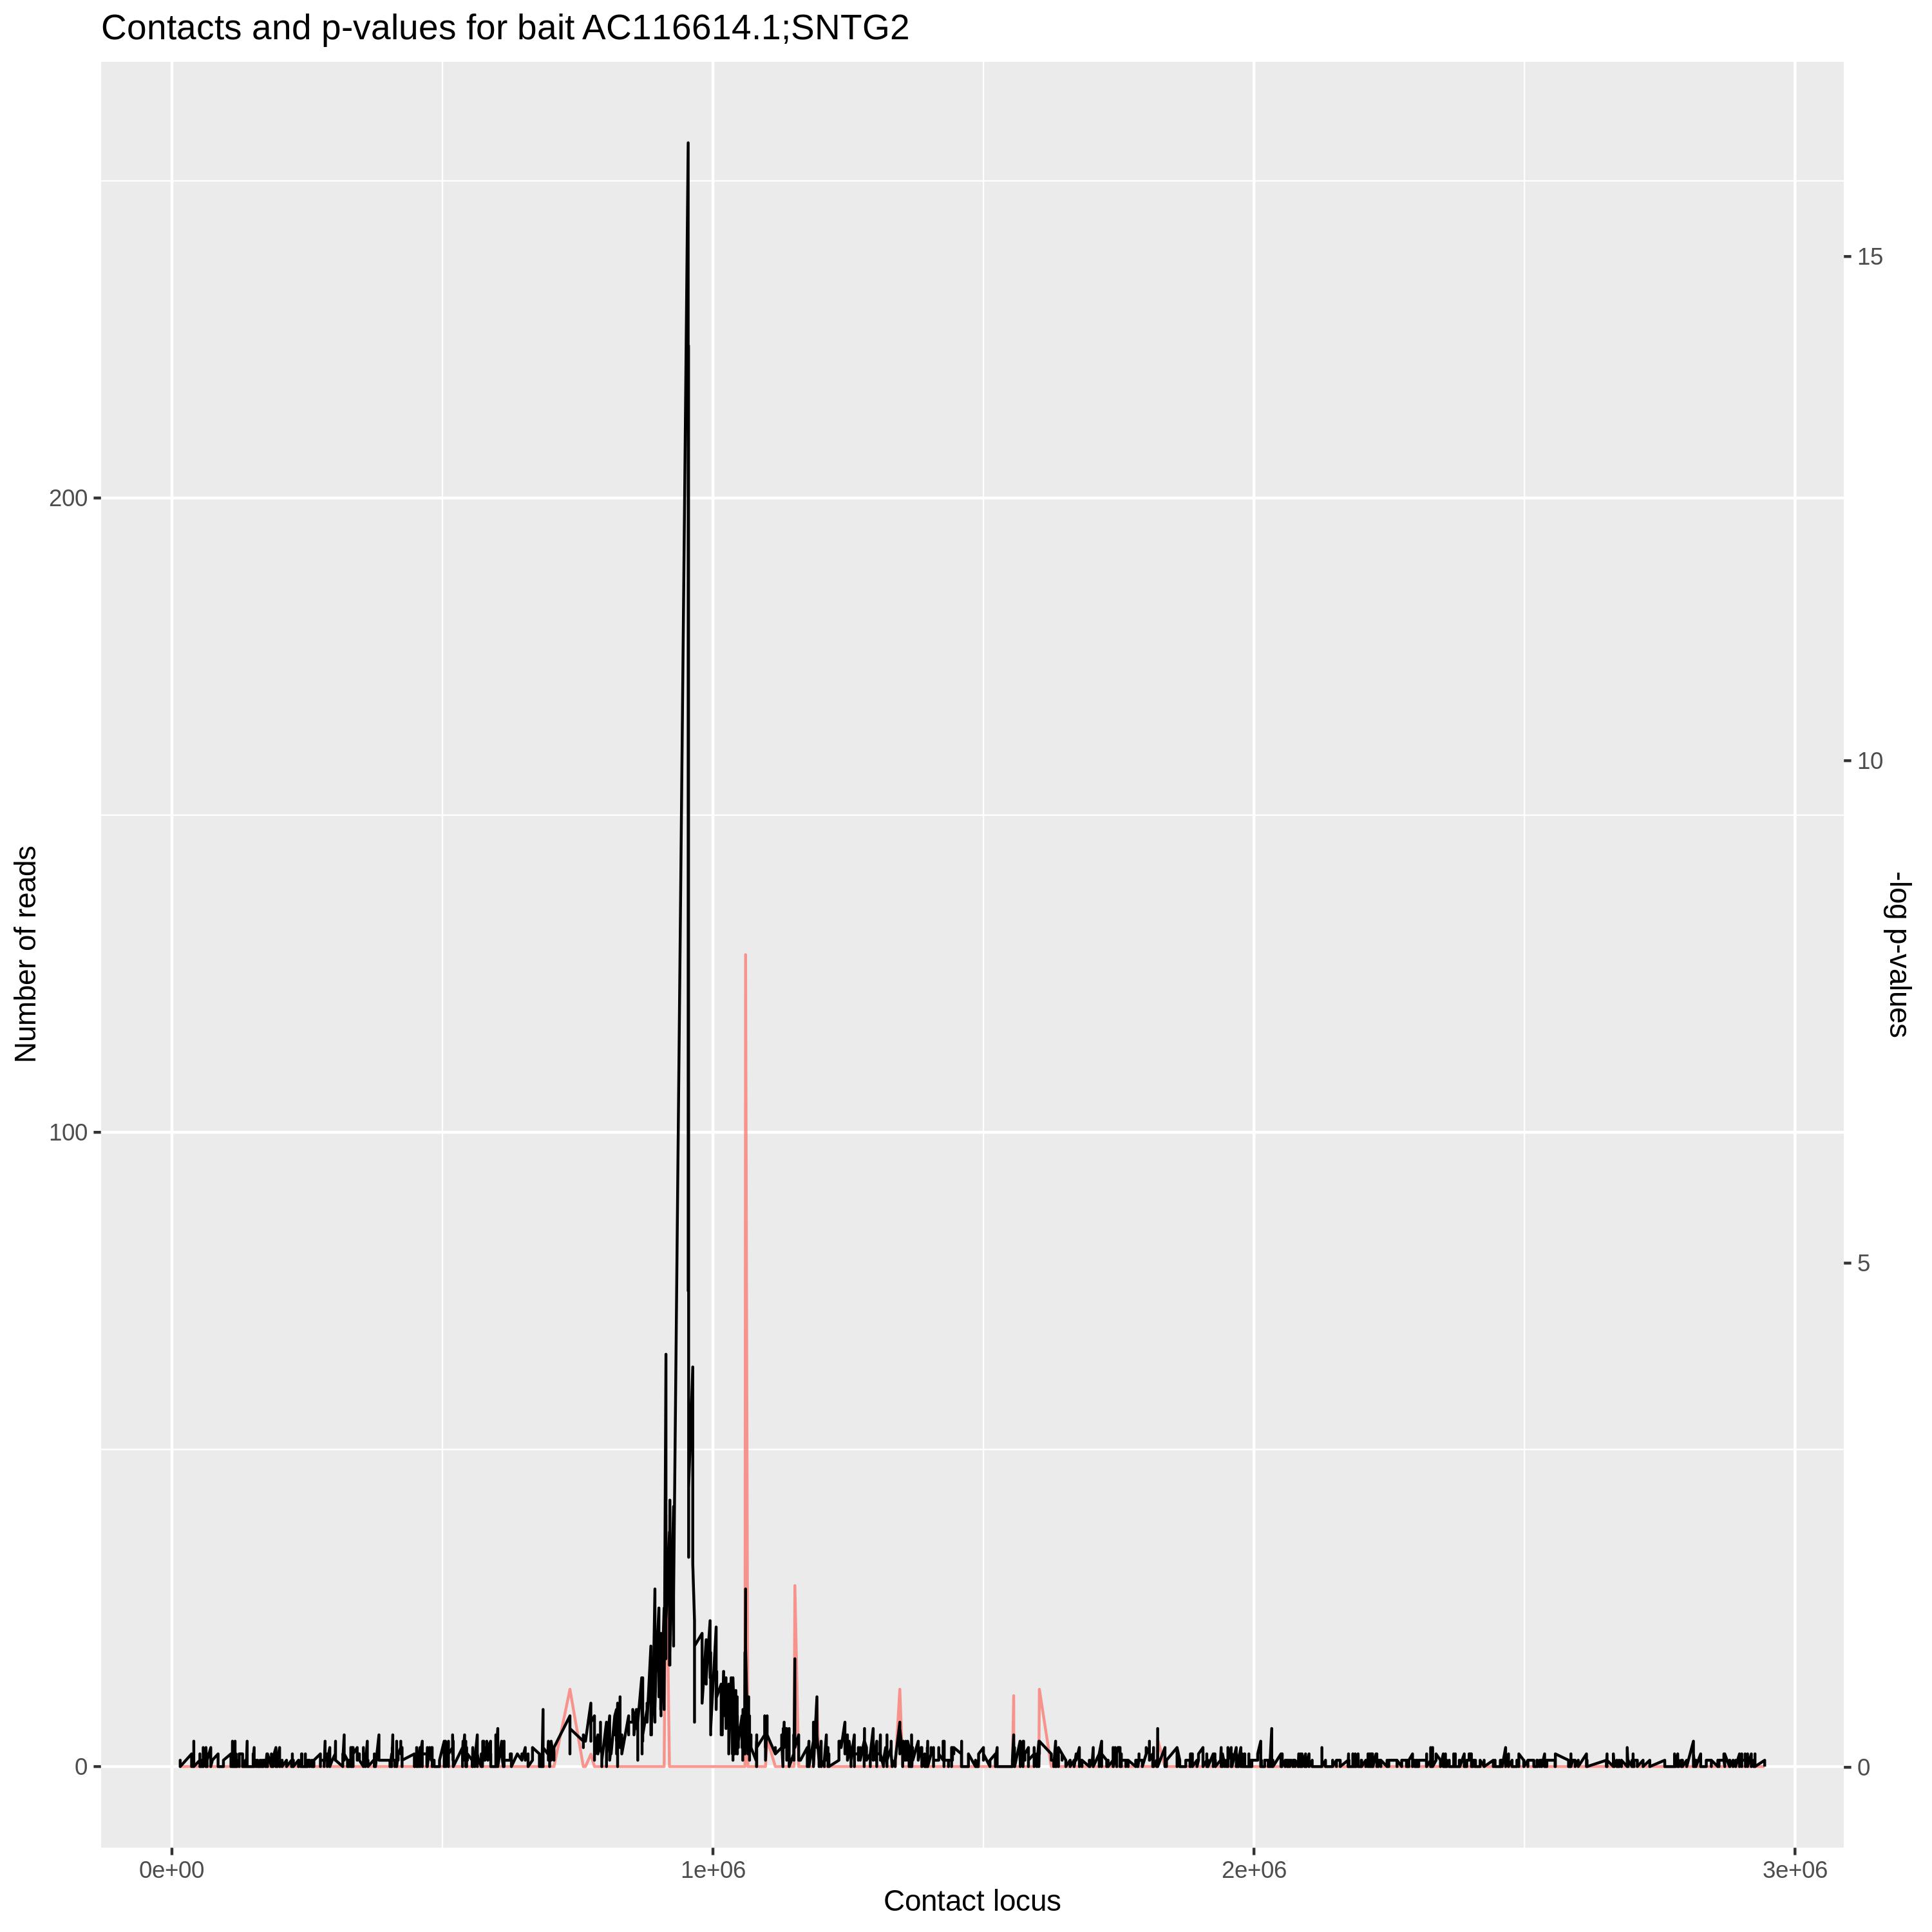 Contacts and p-values for bait AC116614.1;SNTG2
Number of reads
200
100
0
15
10
5
0
-log p-values
0e+00
1e+06
2e+06
3e+06
Contact locus